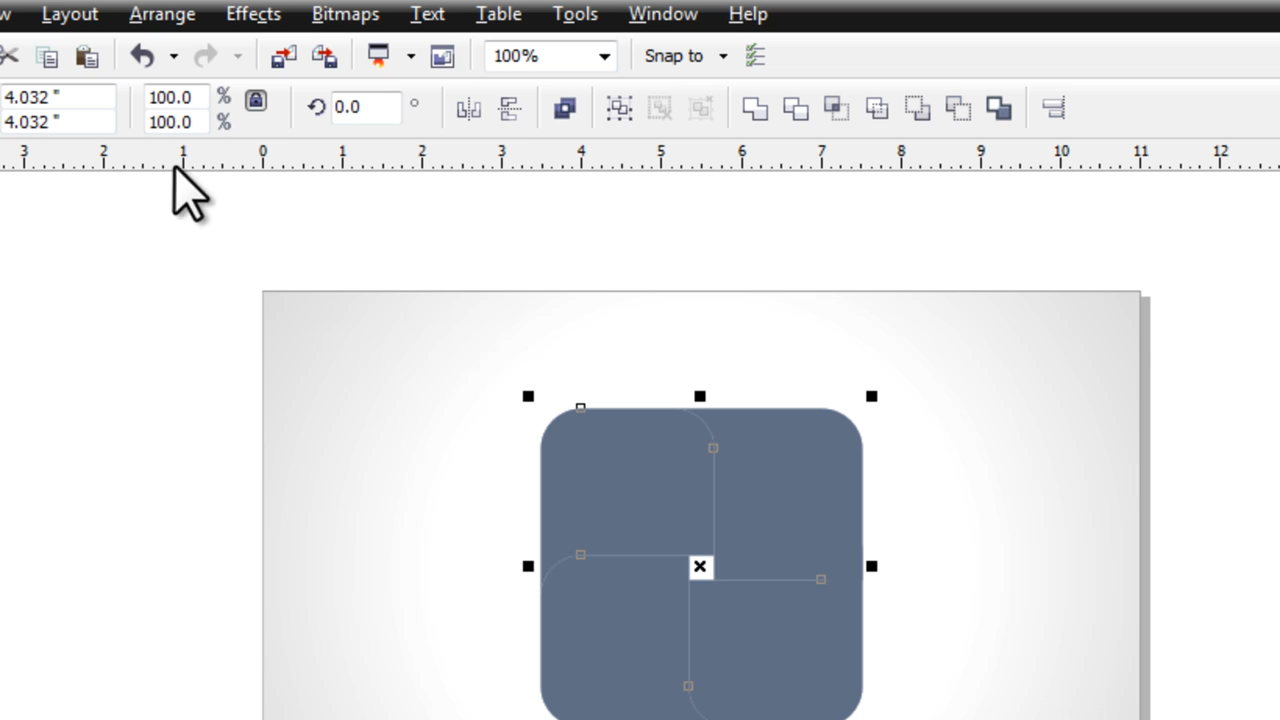 w Layout Arrange Effects Bitmaps Text Table Tools Window Help
100% Snap to
4.032 " 100.0 %
4.032 " 100.0 % 0.0 °
3 2 1 0 1 2 3 4 5 6 7 8 9 10 11 12